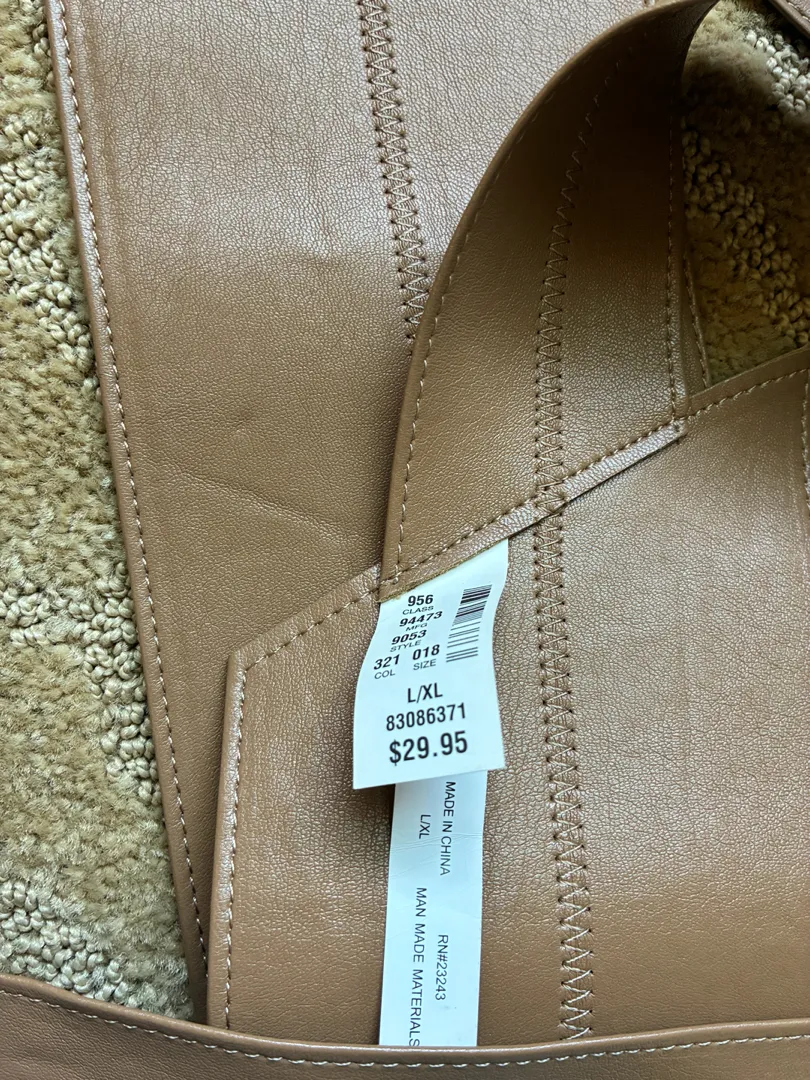 956
CLASS
94473
MFG
9053
STYLE
321 018
COL SIZE
L/XL
83086371
$29.95
MADE IN CHINA
RN#23243
L/XL
MAN MADE MATERIALS